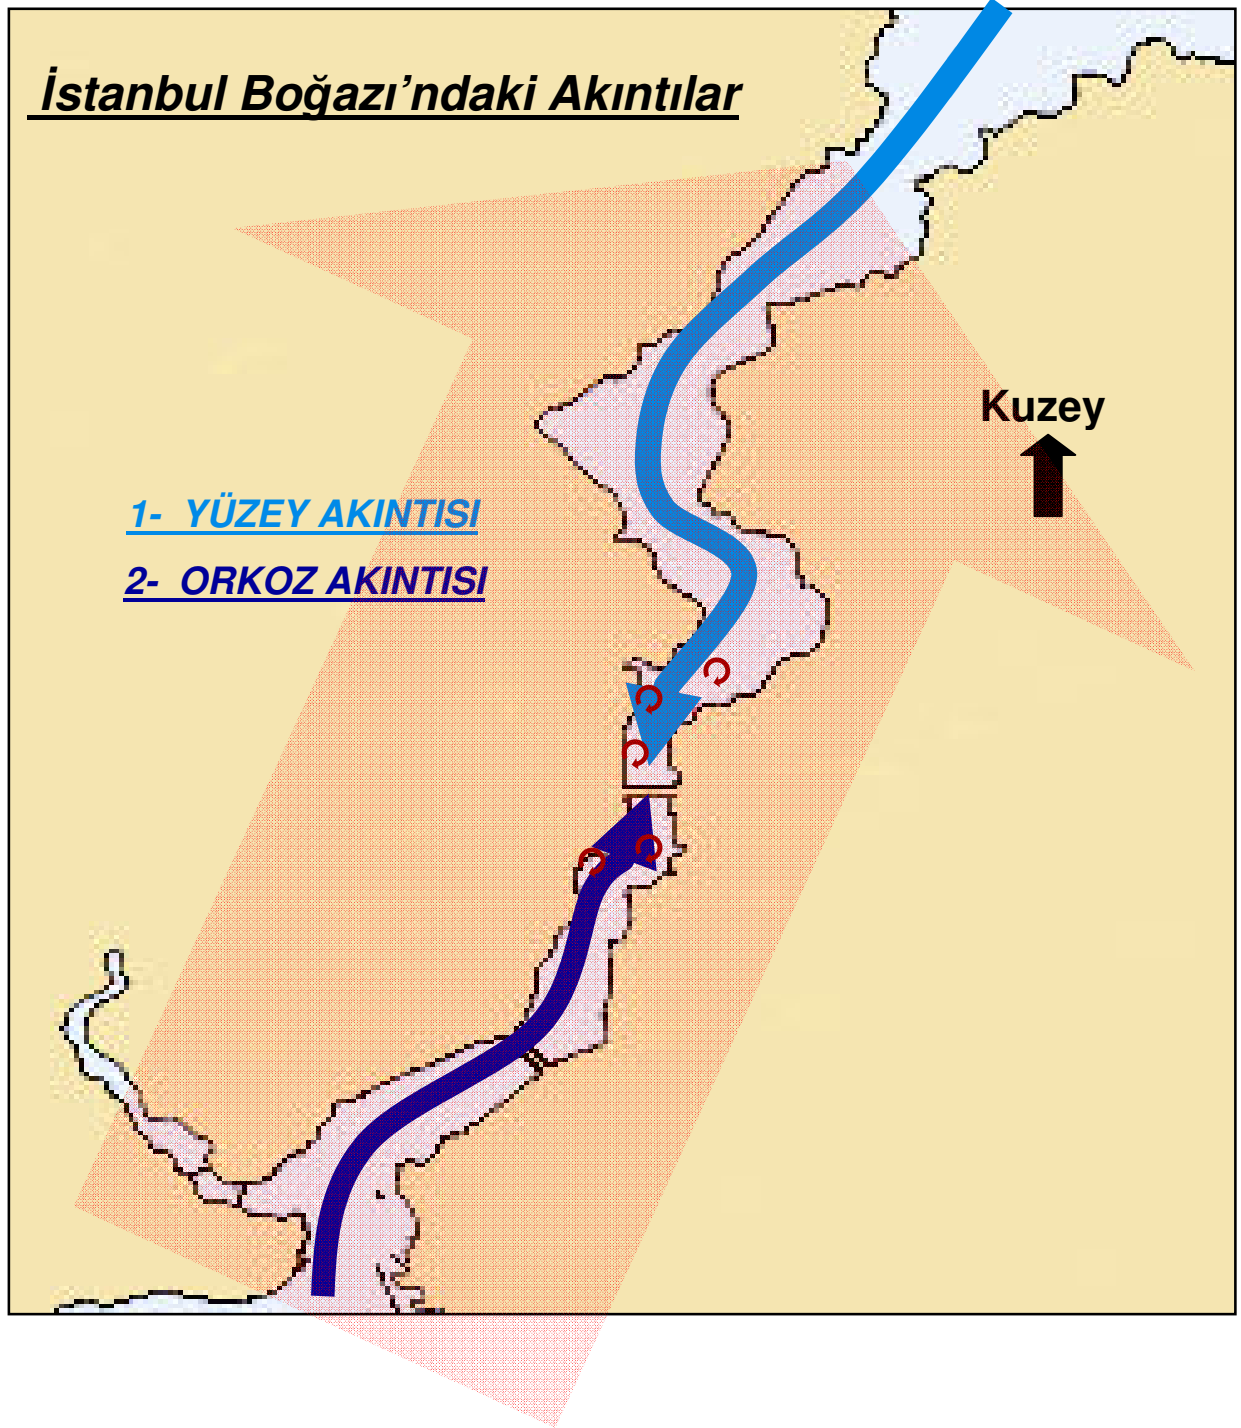 İstanbul Boğazı’ndaki Akıntılar
Kuzey
1- YÜZEY AKINTISI
2- ORKOZ AKINTISI